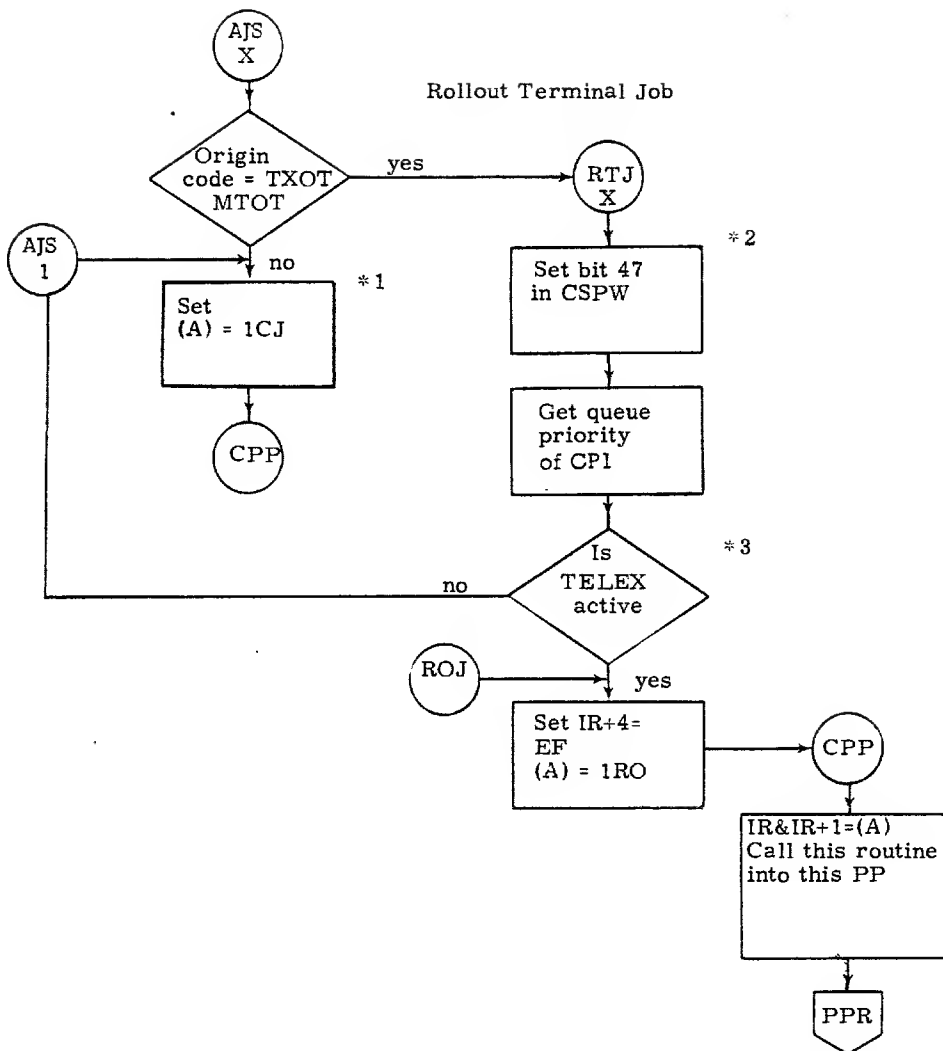 AJS
X
Rollout Terminal Job
Origin
code = TXOT
MTOT
yes
RTJ
X
AJS
1
no
*1
*2
Set
(A) = 1CJ
Set bit 47
in CSPW
CPP
Get queue
priority
of CP1
*3
Is
TELEX
active
no
ROJ
yes
Set IR+4=
EF
(A) = 1RO
CPP
IR&IR+1=(A)
Call this routine
into this PP
PPR